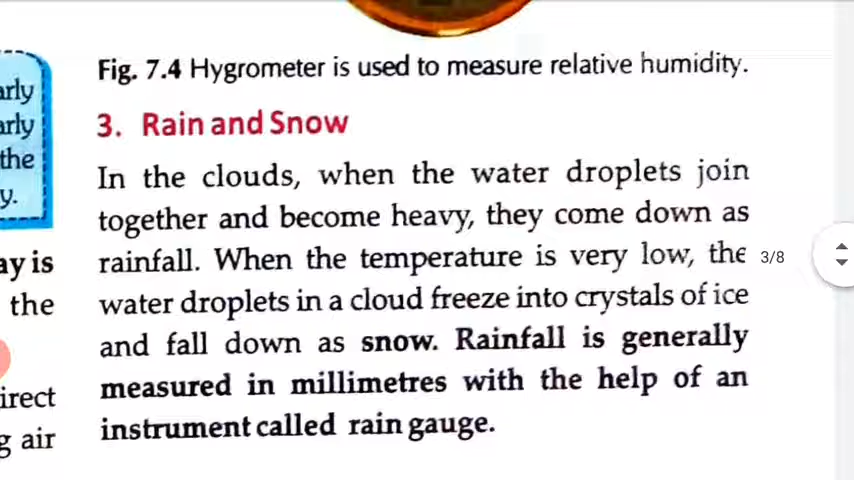 Fig. 7.4 Hygrometer is used to measure relative humidity.
3. Rain and Snow
In the clouds, when the water droplets join
together and become heavy, they come down as
rainfall. When the temperature is very low, the
water droplets in a cloud freeze into crystals of ice
and fall down as snow. Rainfall is generally
measured in millimetres with the help of an
instrument called rain gauge.
3/8
arly
arly
the
y.
ay is
the
irect
g air